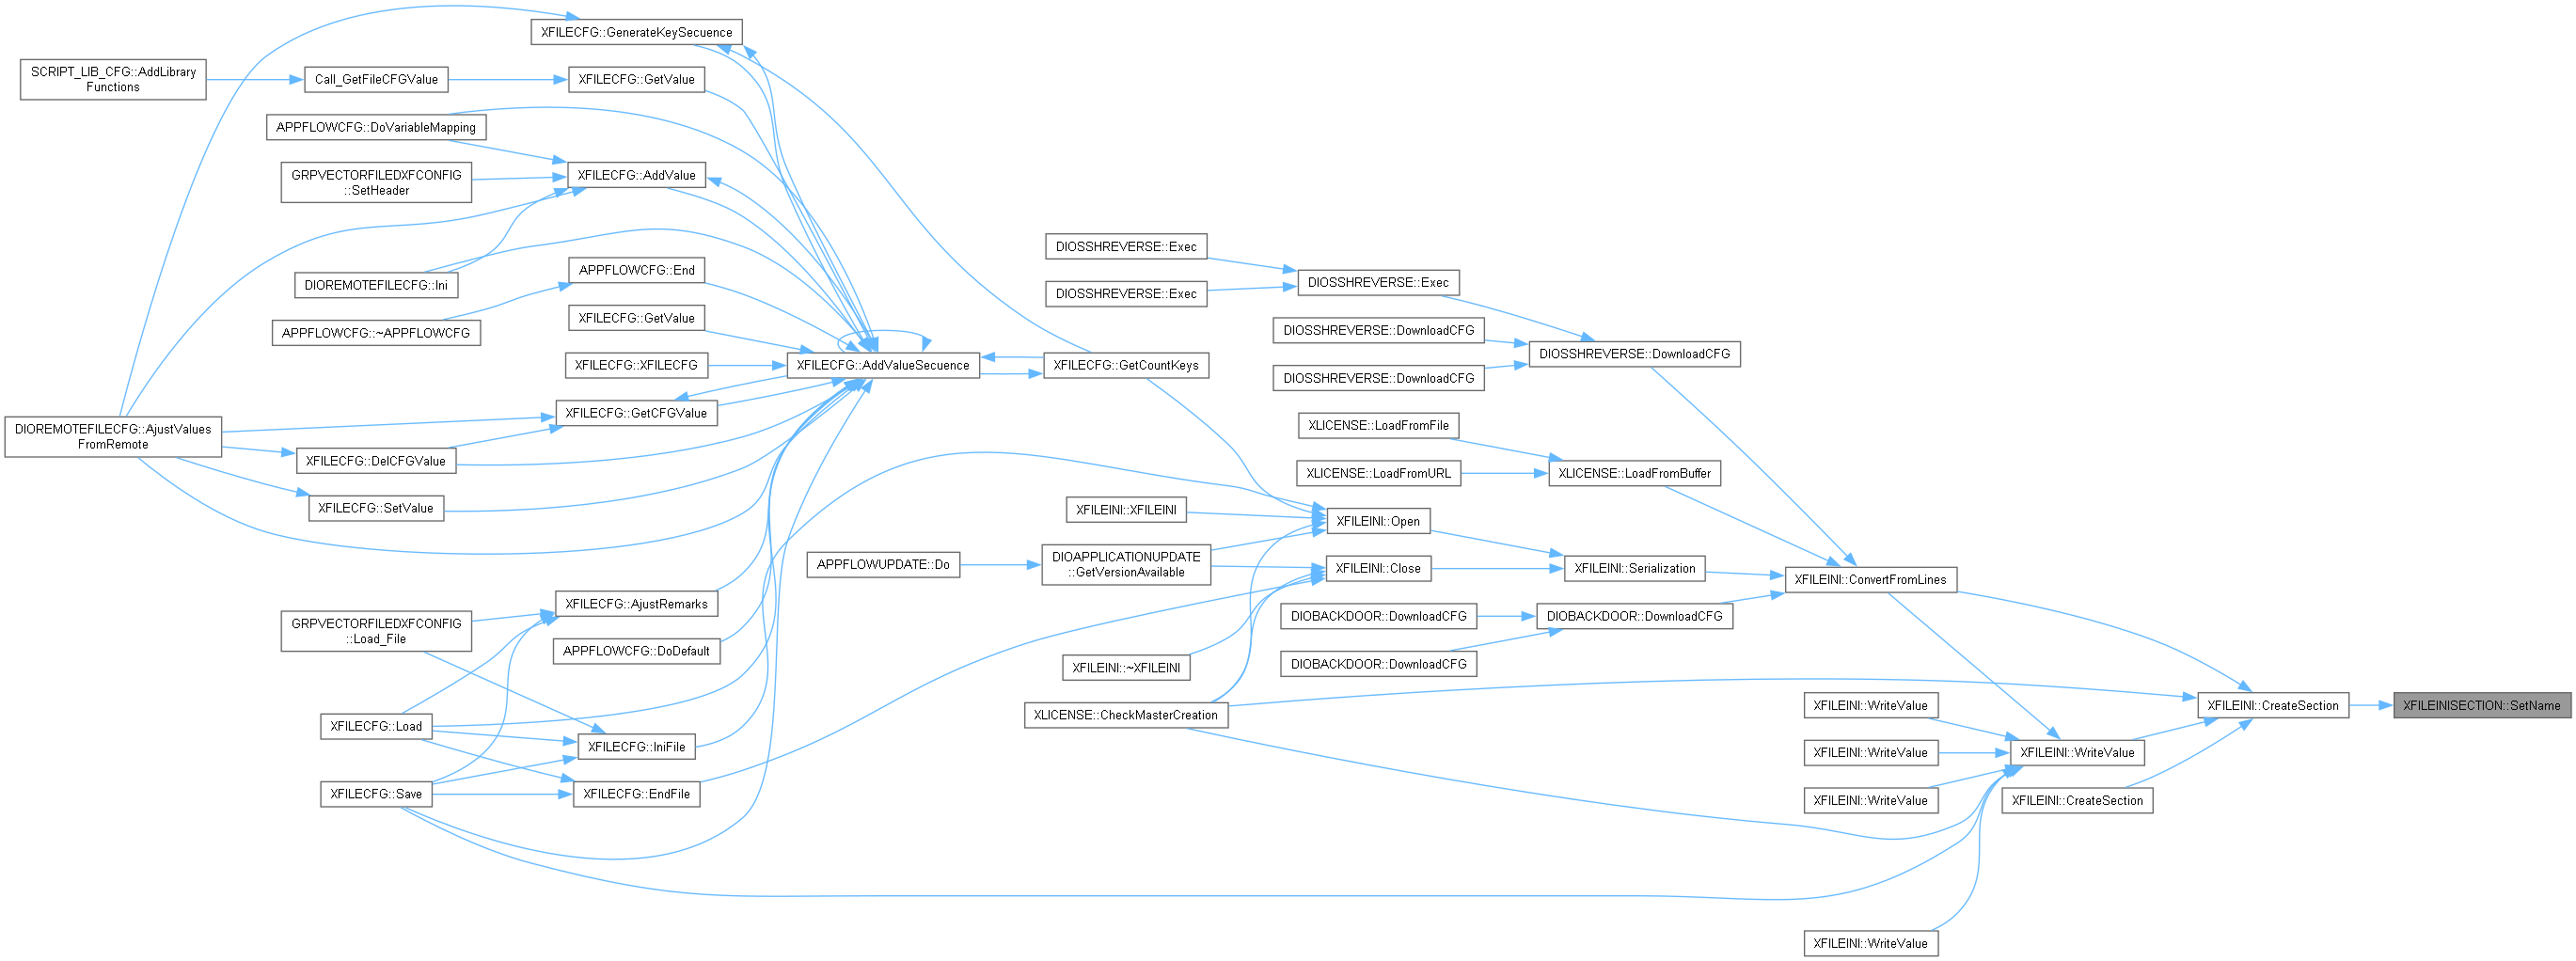 XFILECFG::GenerateKeySecuence
SCRIPT_LIB_CFG::AddLibrary
Functions
Call_GetFileCFGValue
XFILECFG::GetValue
APPFLOWCFG::DoVariableMapping
GRPVECTORFILEDXFCONFIG
::SetHeader
XFILECFG::AddValue
DIOREMOTEFILECFG::Ini
APPFLOWCFG::End
APPFLOWCFG::~APPFLOWCFG
XFILECFG::GetValue
XFILECFG::XFILECFG
XFILECFG::AddValueSecuence
XFILECFG::GetCountKeys
DIOREMOTEFILECFG::AjustValues
FromRemote
XFILECFG::GetCFGValue
XFILECFG::DelCFGValue
XFILECFG::SetValue
DIOSSHREVERSE::Exec
DIOSSHREVERSE::Exec
DIOSSHREVERSE::Exec
DIOSSHREVERSE::DownloadCFG
DIOSSHREVERSE::DownloadCFG
DIOSSHREVERSE::DownloadCFG
XLICENSE::LoadFromFile
XLICENSE::LoadFromURL
XLICENSE::LoadFromBuffer
XFILEINI::XFILEINI
XFILEINI::Open
APPFLOWUPDATE::Do
DIOAPPLICATIONUPDATE
::GetVersionAvailable
XFILEINI::Close
XFILEINI::Serialization
XFILEINI::ConvertFromLines
XFILECFG::AjustRemarks
GRPVECTORFILEDXFCONFIG
::Load_File
APPFLOWCFG::DoDefault
DIOBACKDOOR::DownloadCFG
DIOBACKDOOR::DownloadCFG
DIOBACKDOOR::DownloadCFG
XFILEINI::~XFILEINI
XLICENSE::CheckMasterCreation
XFILECFG::Load
XFILECFG::IniFile
XFILECFG::Save
XFILECFG::EndFile
XFILEINI::WriteValue
XFILEINI::WriteValue
XFILEINI::WriteValue
XFILEINI::WriteValue
XFILEINI::CreateSection
XFILEINI::CreateSection
XFILEINISECTION::SetName
XFILEINI::WriteValue